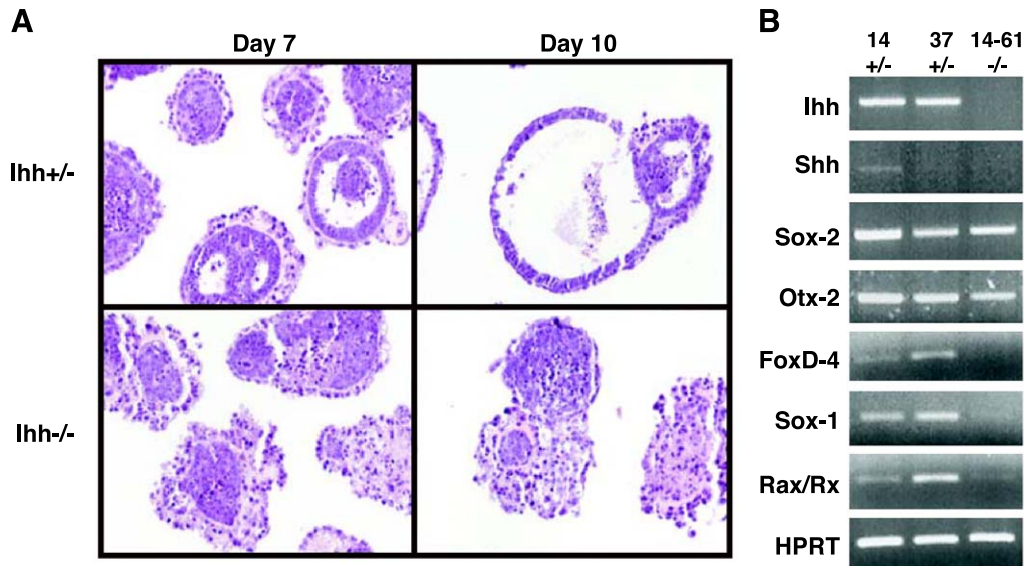 A
Day 7
Day 10
Ihh+/-
Ihh-/-
B
14 37 14-61
+/- +/- -/-
Ihh
Shh
Sox-2
Otx-2
FoxD-4
Sox-1
Rax/Rx
HPRT